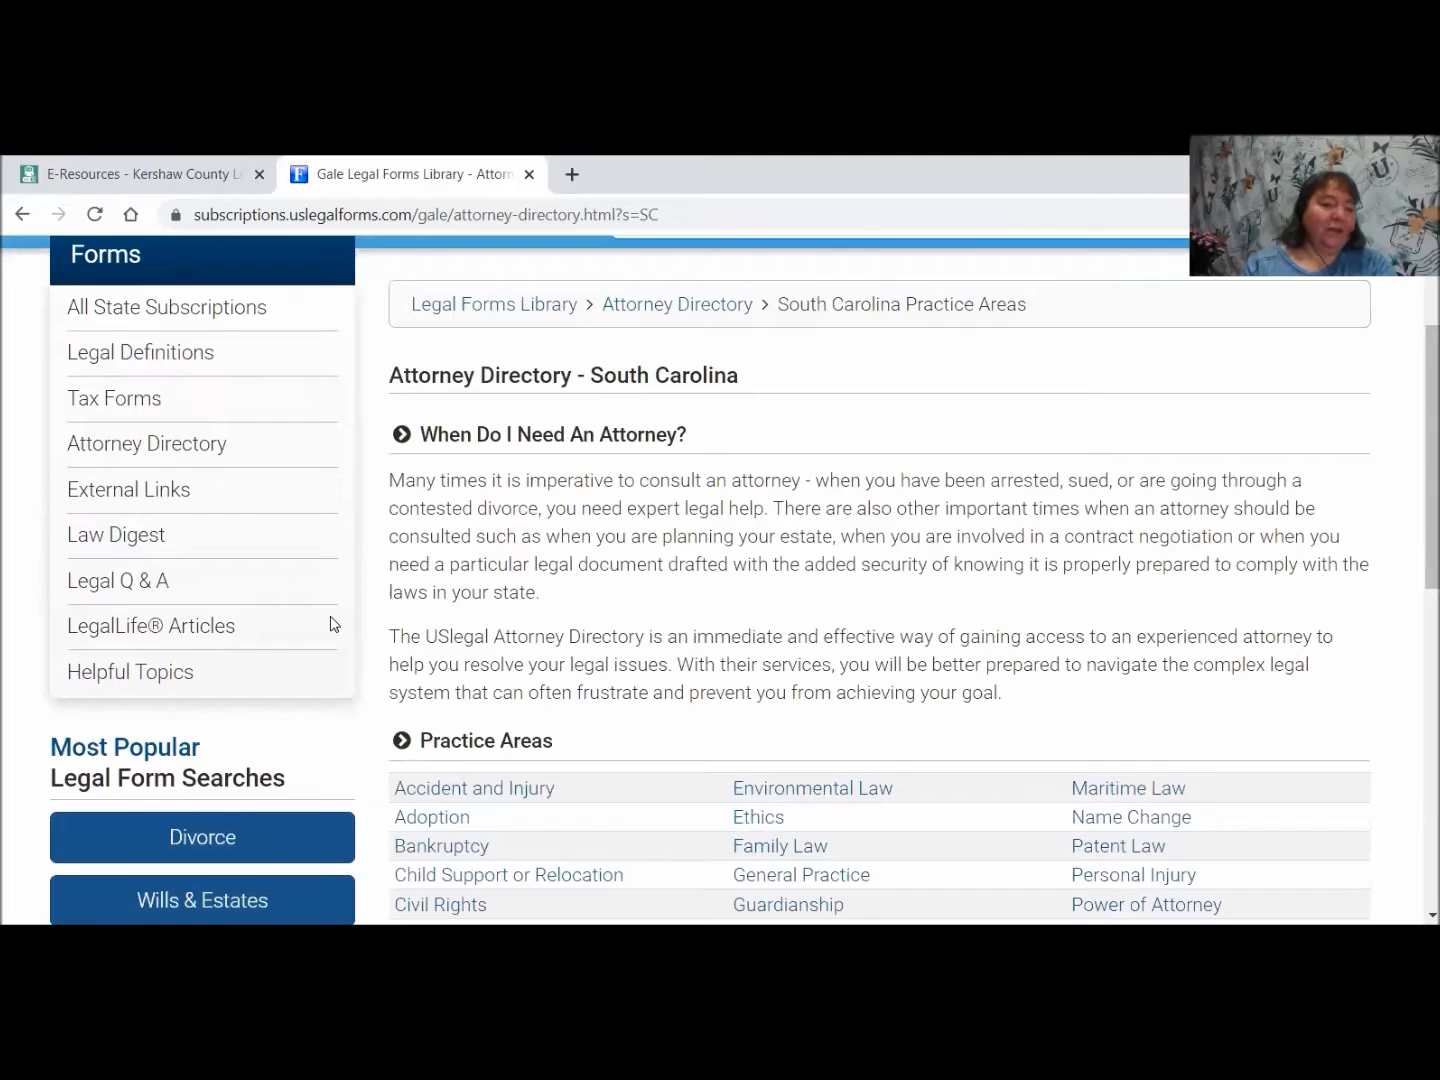 E-Resources - Kershaw County L
Gale Legal Forms Library - Attorn
subscriptions.uslegalforms.com/gale/attorney-directory.html?s=SC
Forms
All State Subscriptions
Legal Definitions
Tax Forms
Attorney Directory
External Links
Law Digest
Legal Q & A
LegalLife® Articles
Helpful Topics
Most Popular
Legal Form Searches
Divorce
Wills & Estates
Legal Forms Library > Attorney Directory > South Carolina Practice Areas
Attorney Directory - South Carolina
When Do I Need An Attorney?
Many times it is imperative to consult an attorney - when you have been arrested, sued, or are going through a
contested divorce, you need expert legal help. There are also other important times when an attorney should be
consulted such as when you are planning your estate, when you are involved in a contract negotiation or when you
need a particular legal document drafted with the added security of knowing it is properly prepared to comply with the
laws in your state.
The USlegal Attorney Directory is an immediate and effective way of gaining access to an experienced attorney to
help you resolve your legal issues. With their services, you will be better prepared to navigate the complex legal
system that can often frustrate and prevent you from achieving your goal.
Practice Areas
Accident and Injury Environmental Law Maritime Law
Adoption Ethics Name Change
Bankruptcy Family Law Patent Law
Child Support or Relocation General Practice Personal Injury
Civil Rights Guardianship Power of Attorney